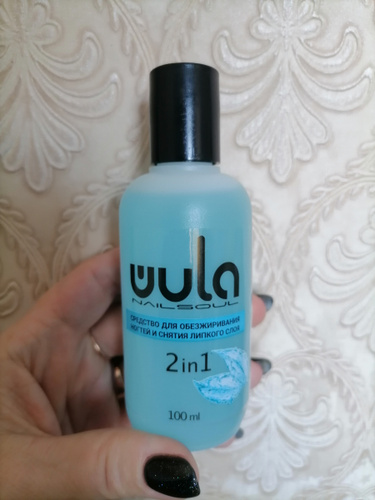 wula
NAILSOUL
СРЕДСТВО ДЛЯ ОБЕЗЖИРИВАНИЯ
НОГТЕЙ И СНЯТИЯ ЛИПКОГО СЛОЯ
2 in 1
100 ml